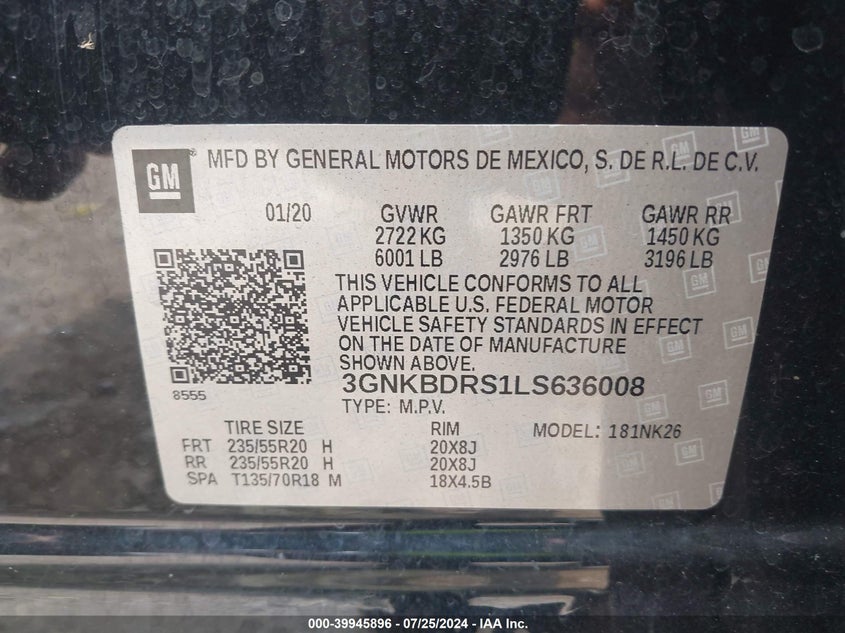 GM ® MFD BY GENERAL MOTORS DE MEXICO, S. DE R.L. DE C.V.
01/20 GVWR GAWR FRT GAWR RR
2722 KG 1350 KG 1450 KG
6001 LB 2976 LB 3196 LB
THIS VEHICLE CONFORMS TO ALL
APPLICABLE U.S. FEDERAL MOTOR
VEHICLE SAFETY STANDARDS IN EFFECT
ON THE DATE OF MANUFACTURE
SHOWN ABOVE.
8555
3GNKBDRS1LS636008
TYPE: M.P.V.
TIRE SIZE RIM MODEL: 181NK26
FRT 235/55R20 H 20X8J
RR 235/55R20 H 20X8J
SPA T135/70R18 M 18X4.5B
000-39945896 - 07/25/2024 - IAA Inc.